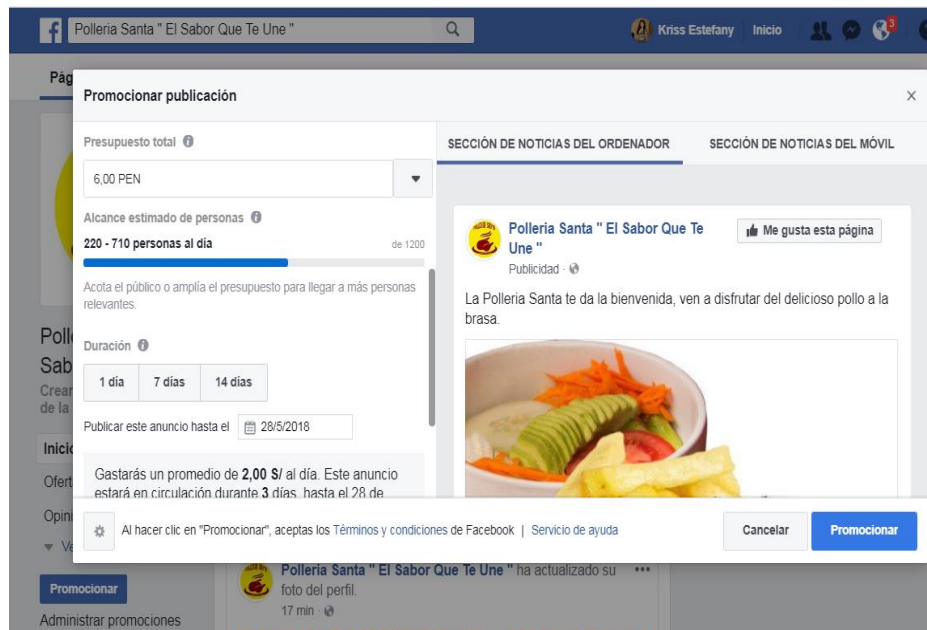 Polleria Santa " El Sabor Que Te Une "
Kriss Estefany Inicio
3
Pág
Promocionar publicación
Presupuesto total
6,00 PEN
Alcance estimado de personas
220 - 710 personas al día de 1200
Acota el público o amplía el presupuesto para llegar a más personas
relevantes.
Duración
1 día 7 días 14 días
Publicar este anuncio hasta el 28/5/2018
Gastarás un promedio de 2,00 S/ al día. Este anuncio
estará en circulación durante 3 días, hasta el 28 de
SECCIÓN DE NOTICIAS DEL ORDENADOR SECCIÓN DE NOTICIAS DEL MÓVIL
Polleria Santa " El Sabor Que Te
Une "
Me gusta esta página
Publicidad
La Polleria Santa te da la bienvenida, ven a disfrutar del delicioso pollo a la
brasa.
Al hacer clic en "Promocionar", aceptas los Términos y condiciones de Facebook | Servicio de ayuda
Cancelar Promocionar
Polle
Sab
Crear
de la
Inicio
Ofert
Opini
Ve
Promocionar
Administrar promociones
Polleria Santa " El Sabor Que Te Une " ha actualizado su
foto del perfil.
17 min